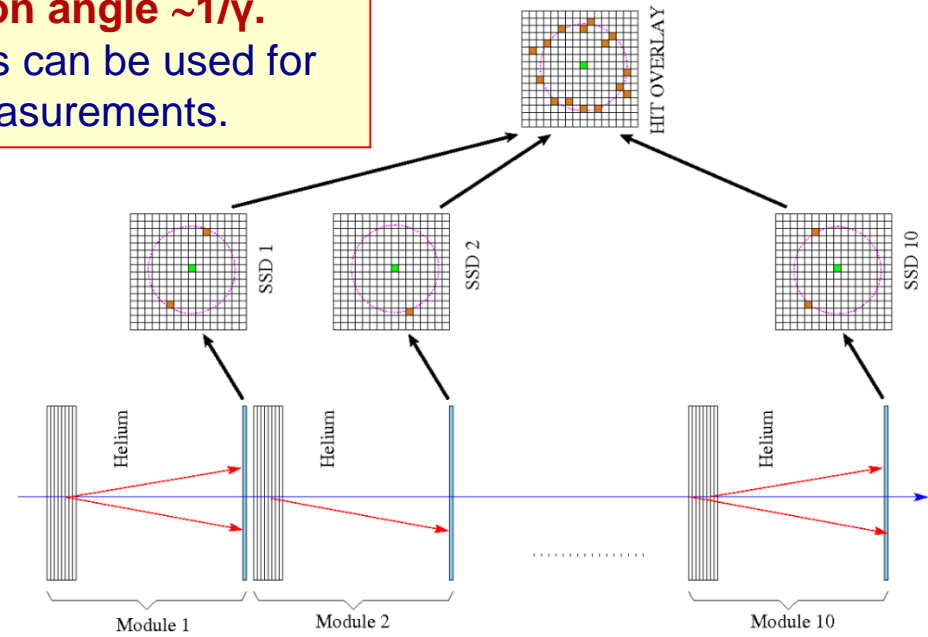 on angle ~1/γ.
s can be used for
asurements.
HIT OVERLAY
SSD 1
SSD 2
SSD 10
Helium
Helium
Helium
Module 1
Module 2
Module 10